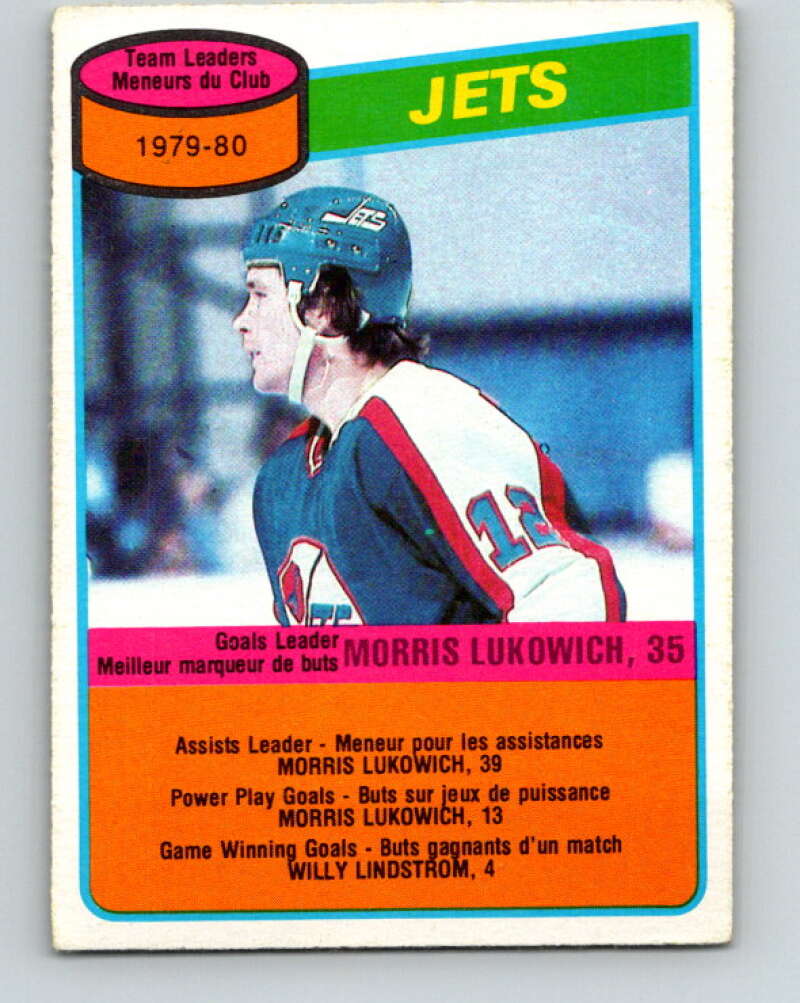 Team Leaders
Meneurs du Club
1979-80
JETS
JETS
12
Goals Leader
Meilleur marqueur de buts
MORRIS LUKOWICH, 35
Assists Leader - Meneur pour les assistances
MORRIS LUKOWICH, 39
Power Play Goals - Buts sur jeux de puissance
MORRIS LUKOWICH, 13
Game Winning Goals - Buts gagnants d'un match
WILLY LINDSTROM, 4